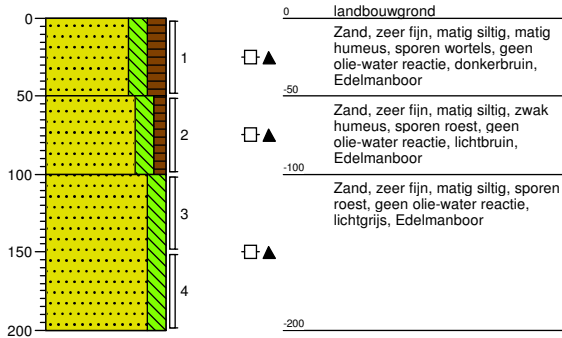 0
50
100
150
200
1
2
3
4
0
landbouwgrond
Zand, zeer fijn, matig siltig, matig
humeus, sporen wortels, geen
olie-water reactie, donkerbruin,
Edelmanboor
-50
Zand, zeer fijn, matig siltig, zwak
humeus, sporen roest, geen
olie-water reactie, lichtbruin,
Edelmanboor
-100
Zand, zeer fijn, matig siltig, sporen
roest, geen olie-water reactie,
lichtgrijs, Edelmanboor
-200